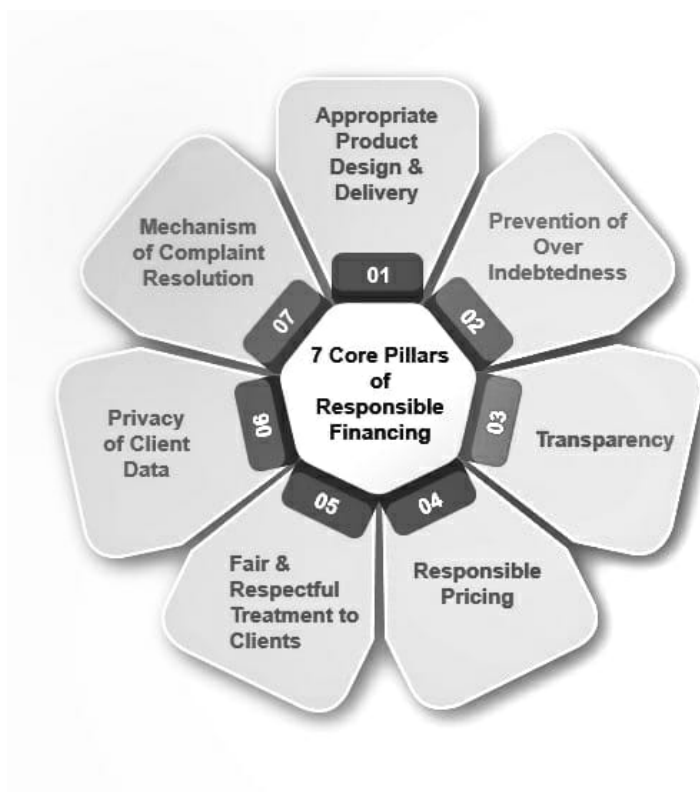 7 Core Pillars
of
Responsible
Financing
01
Appropriate
Product
Design &
Delivery
02
Prevention of
Over
Indebtedness
03
Transparency
04
Responsible
Pricing
05
Fair &
Respectful
Treatment to
Clients
06
Privacy
of Client
Data
07
Mechanism
of Complaint
Resolution